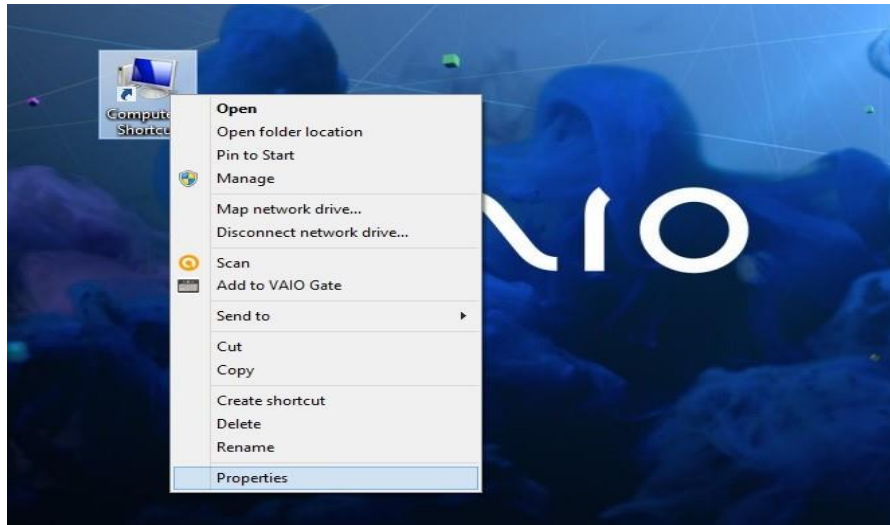 Compute
Shortcu
Open
Open folder location
Pin to Start
Manage
Map network drive...
Disconnect network drive...
Scan
Add to VAIO Gate
Send to
Cut
Copy
Create shortcut
Delete
Rename
Properties
AIO